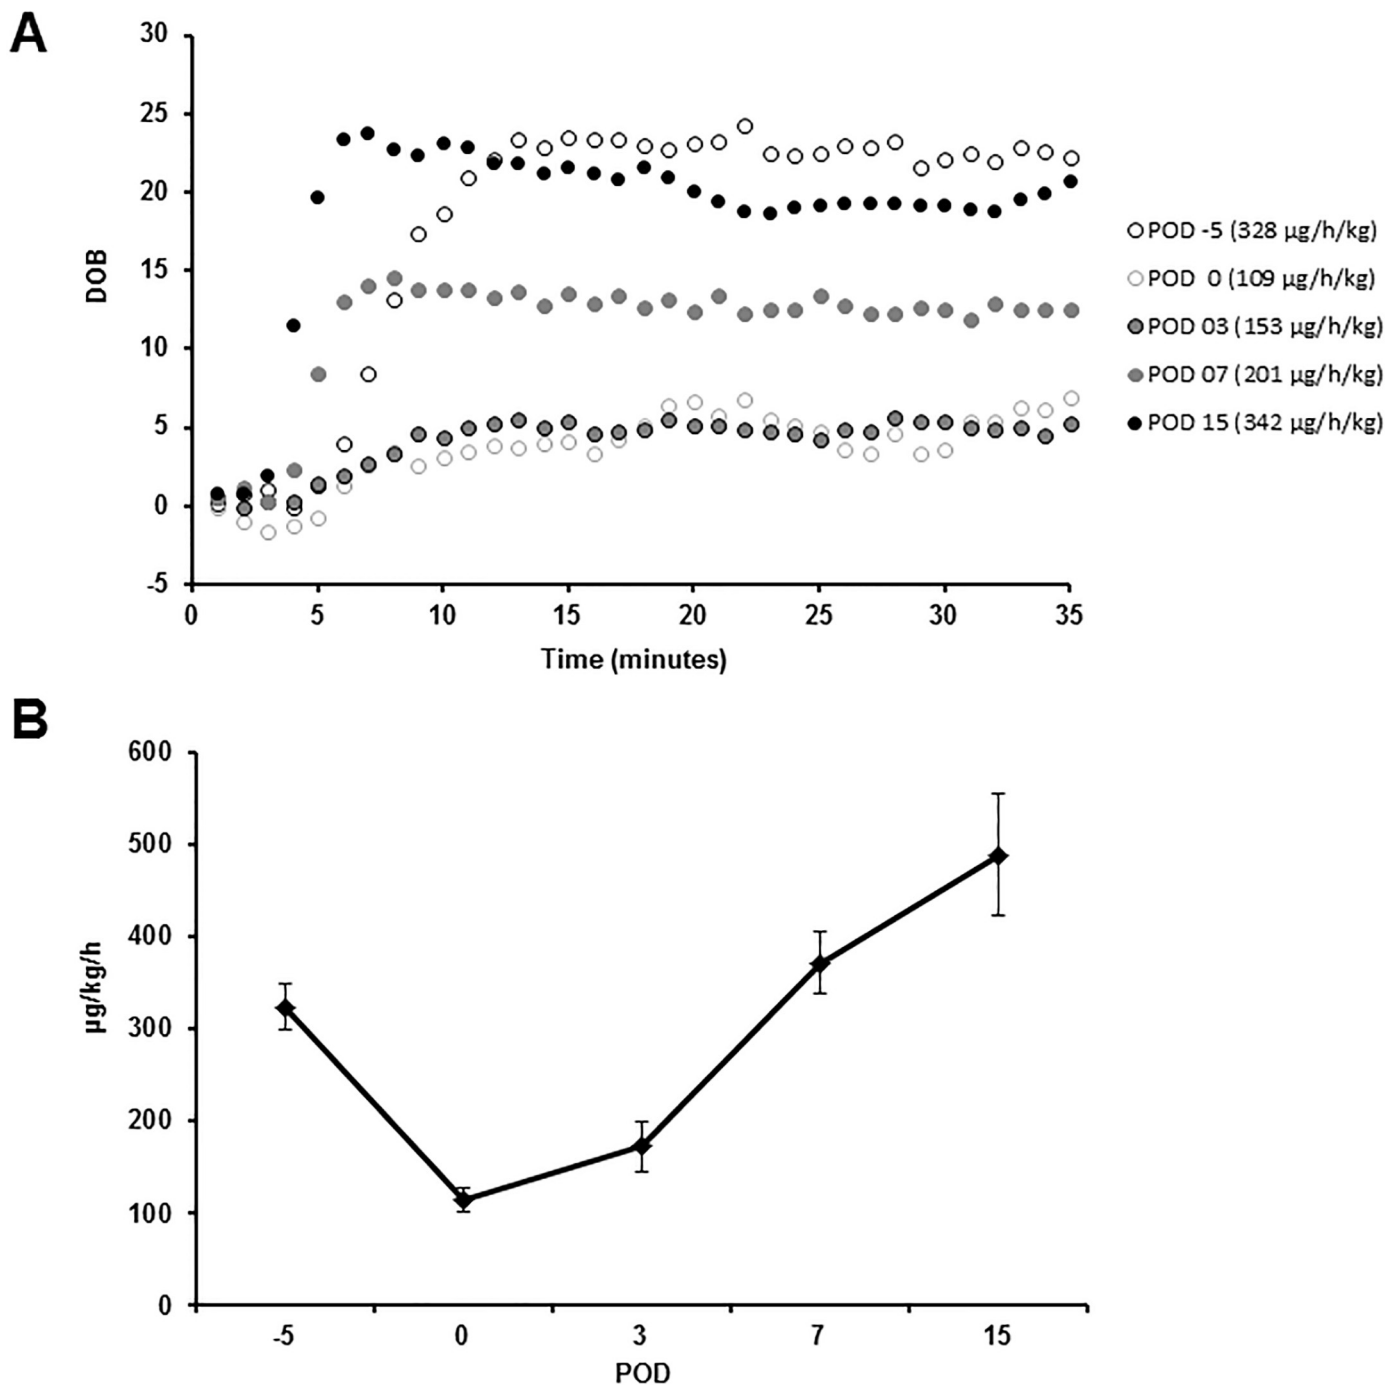 A
30
25
20
15
10
5
0
-5
DOB
0 5 10 15 20 25 30 35
Time (minutes)
POD -5 (328 µg/h/kg)
POD 0 (109 µg/h/kg)
POD 03 (153 µg/h/kg)
POD 07 (201 µg/h/kg)
POD 15 (342 µg/h/kg)
B
600
500
400
300
200
100
0
µg/kg/h
-5 0 3 7 15
POD